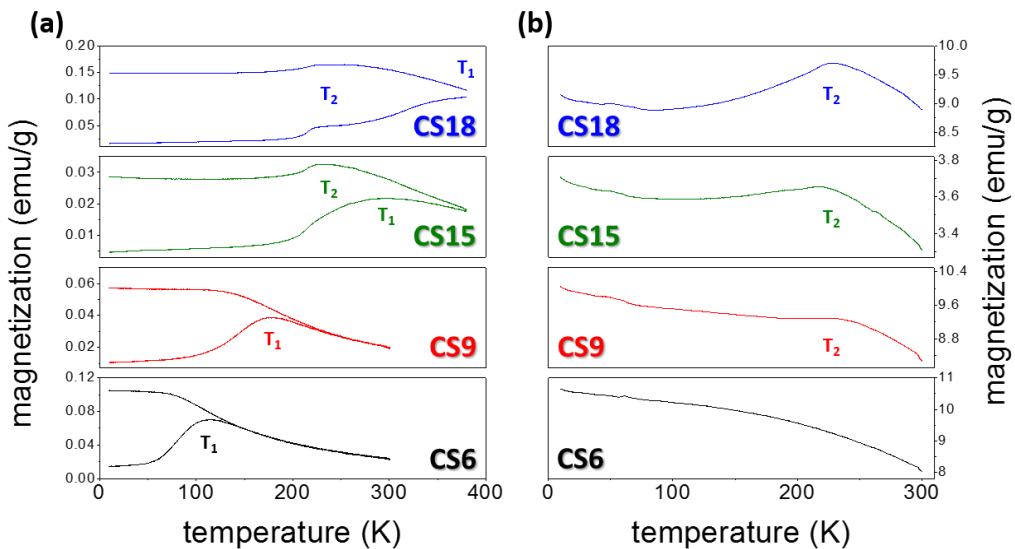 (a)
(b)
magnetization (emu/g)
0.20
0.15
0.10
0.05
T1
T2
CS18
0.03
0.02
0.01
T2
T1
CS15
0.06
0.04
0.02
T1
CS9
0.12
0.08
0.04
0.00
T1
CS6
0
100
200
300
400
temperature (K)
10.0
9.5
9.0
8.5
T2
CS18
3.8
3.6
3.4
T2
CS15
10.4
9.6
8.8
T2
CS9
11
10
9
8
CS6
0
100
200
300
temperature (K)
magnetization (emu/g)